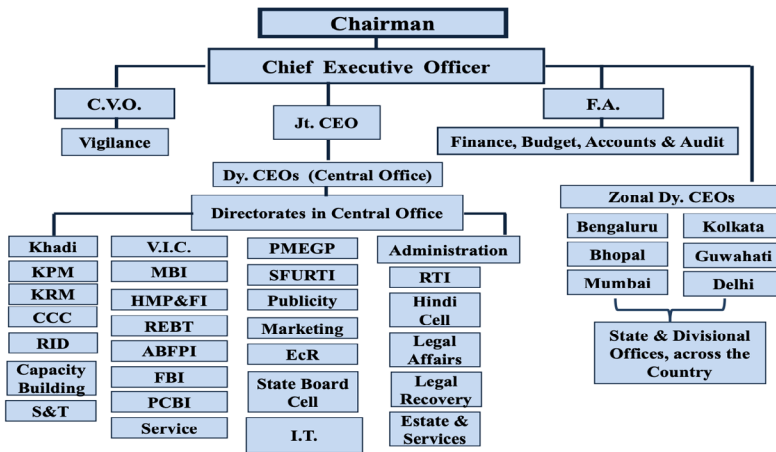 Chairman
Chief Executive Officer
C.V.O.
Vigilance
Jt. CEO
F.A.
Finance, Budget, Accounts & Audit
Dy. CEOs (Central Office)
Directorates in Central Office
Khadi
KPM
KRM
CCC
RID
Capacity
Building
S&T
V.I.C.
MBI
HMP&FI
REBT
ABFPI
FBI
PCBI
Service
PMEGP
SFURTI
Publicity
Marketing
EcR
State Board
Cell
I.T.
Administration
RTI
Hindi
Cell
Legal
Affairs
Legal
Recovery
Estate &
Services
Zonal Dy. CEOs
Bengaluru
Kolkata
Bhopal
Guwahati
Mumbai
Delhi
State & Divisional
Offices, across the
Country